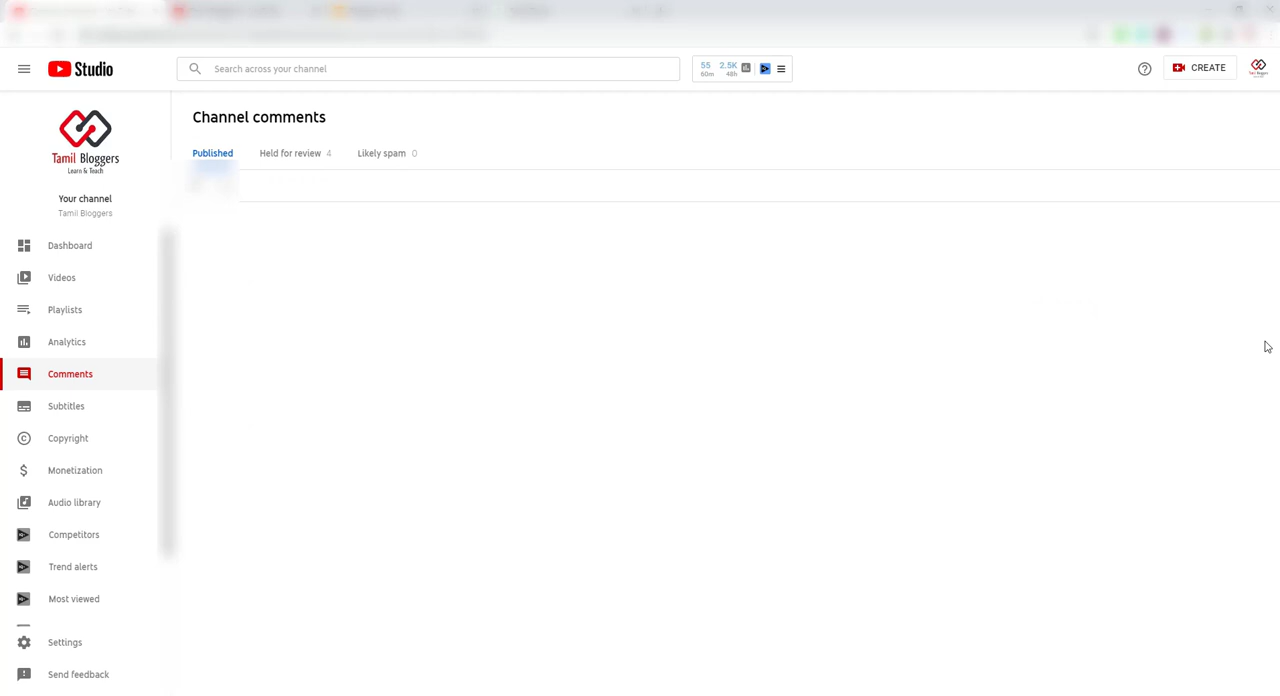 Studio
Search across your channel
55 2.5K
60m 48h
CREATE
Tamil Bloggers
Learn & Teach
Your channel
Tamil Bloggers
Dashboard
Videos
Playlists
Analytics
Comments
Subtitles
Copyright
Monetization
Audio library
Competitors
Trend alerts
Most viewed
Settings
Send feedback
Channel comments
Published Held for review 4 Likely spam 0